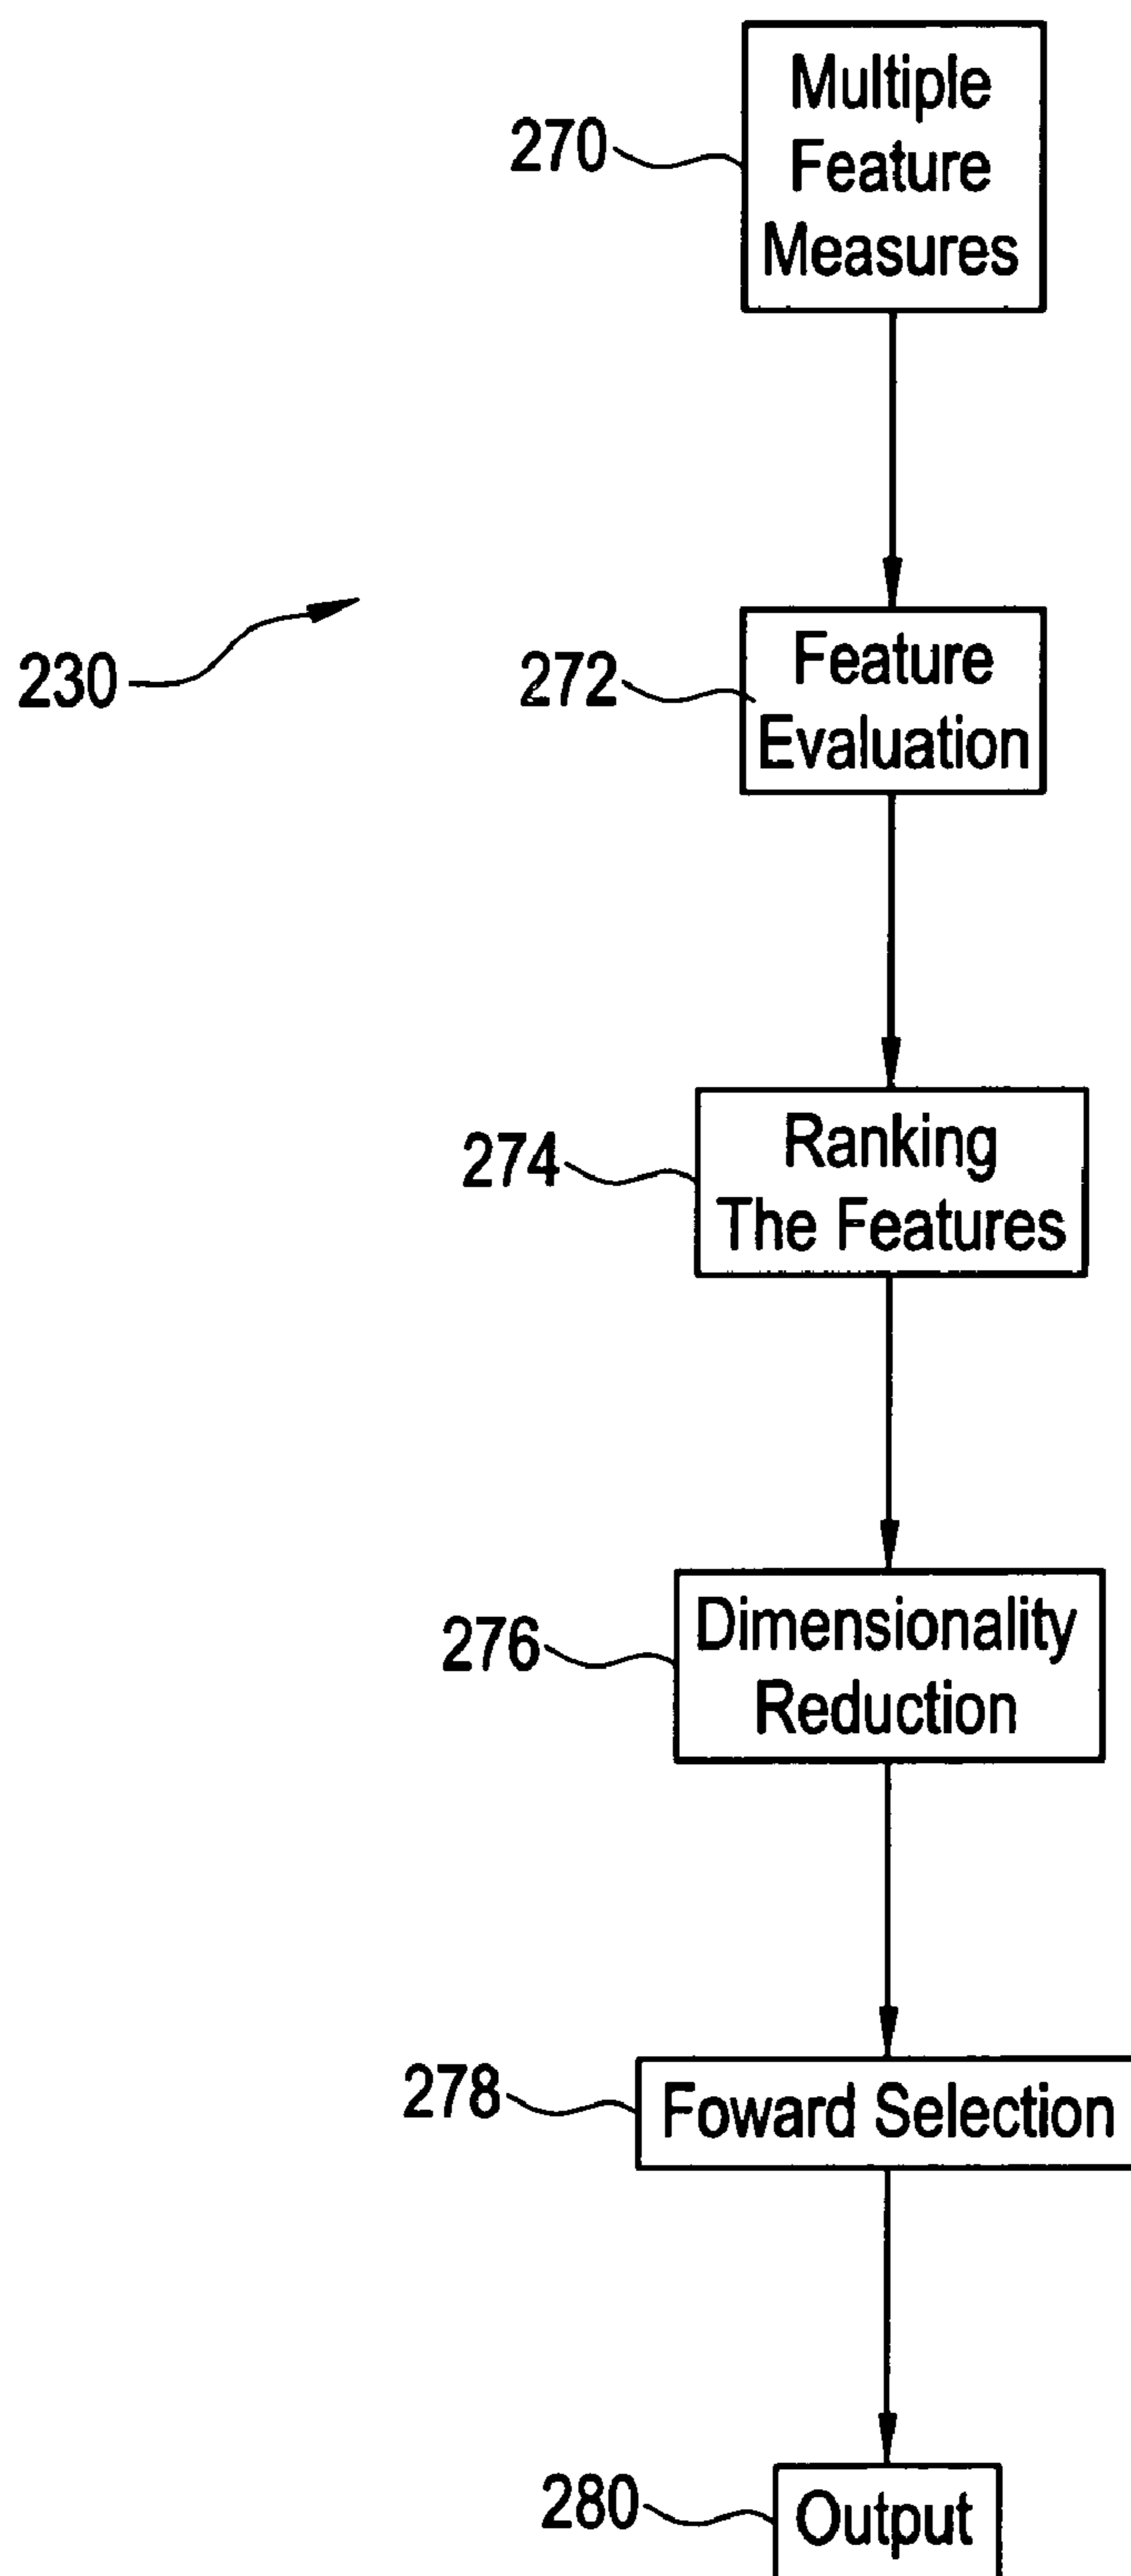 Multiple
Feature
Measures
270
230
272
Feature
Evaluation
274
Ranking
The Features
276
Dimensionality
Reduction
278
Foward Selection
280
Output